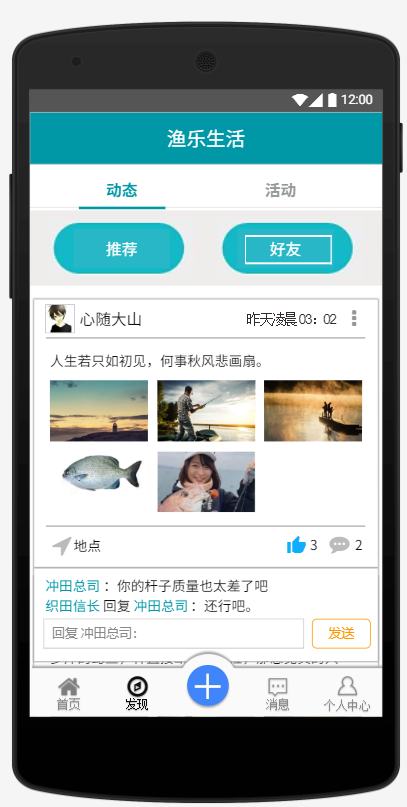 12:00
渔乐生活
动态 活动
推荐 好友
心随大山 昨天凌晨 03：02
人生若只如初见，何事秋风悲画扇。
地点 3 2
冲田总司： 你的杆子质量也太差了吧
织田信长 回复 冲田总司： 还行吧。
回复 冲田总司： 发送
首页 发现 消息 个人中心